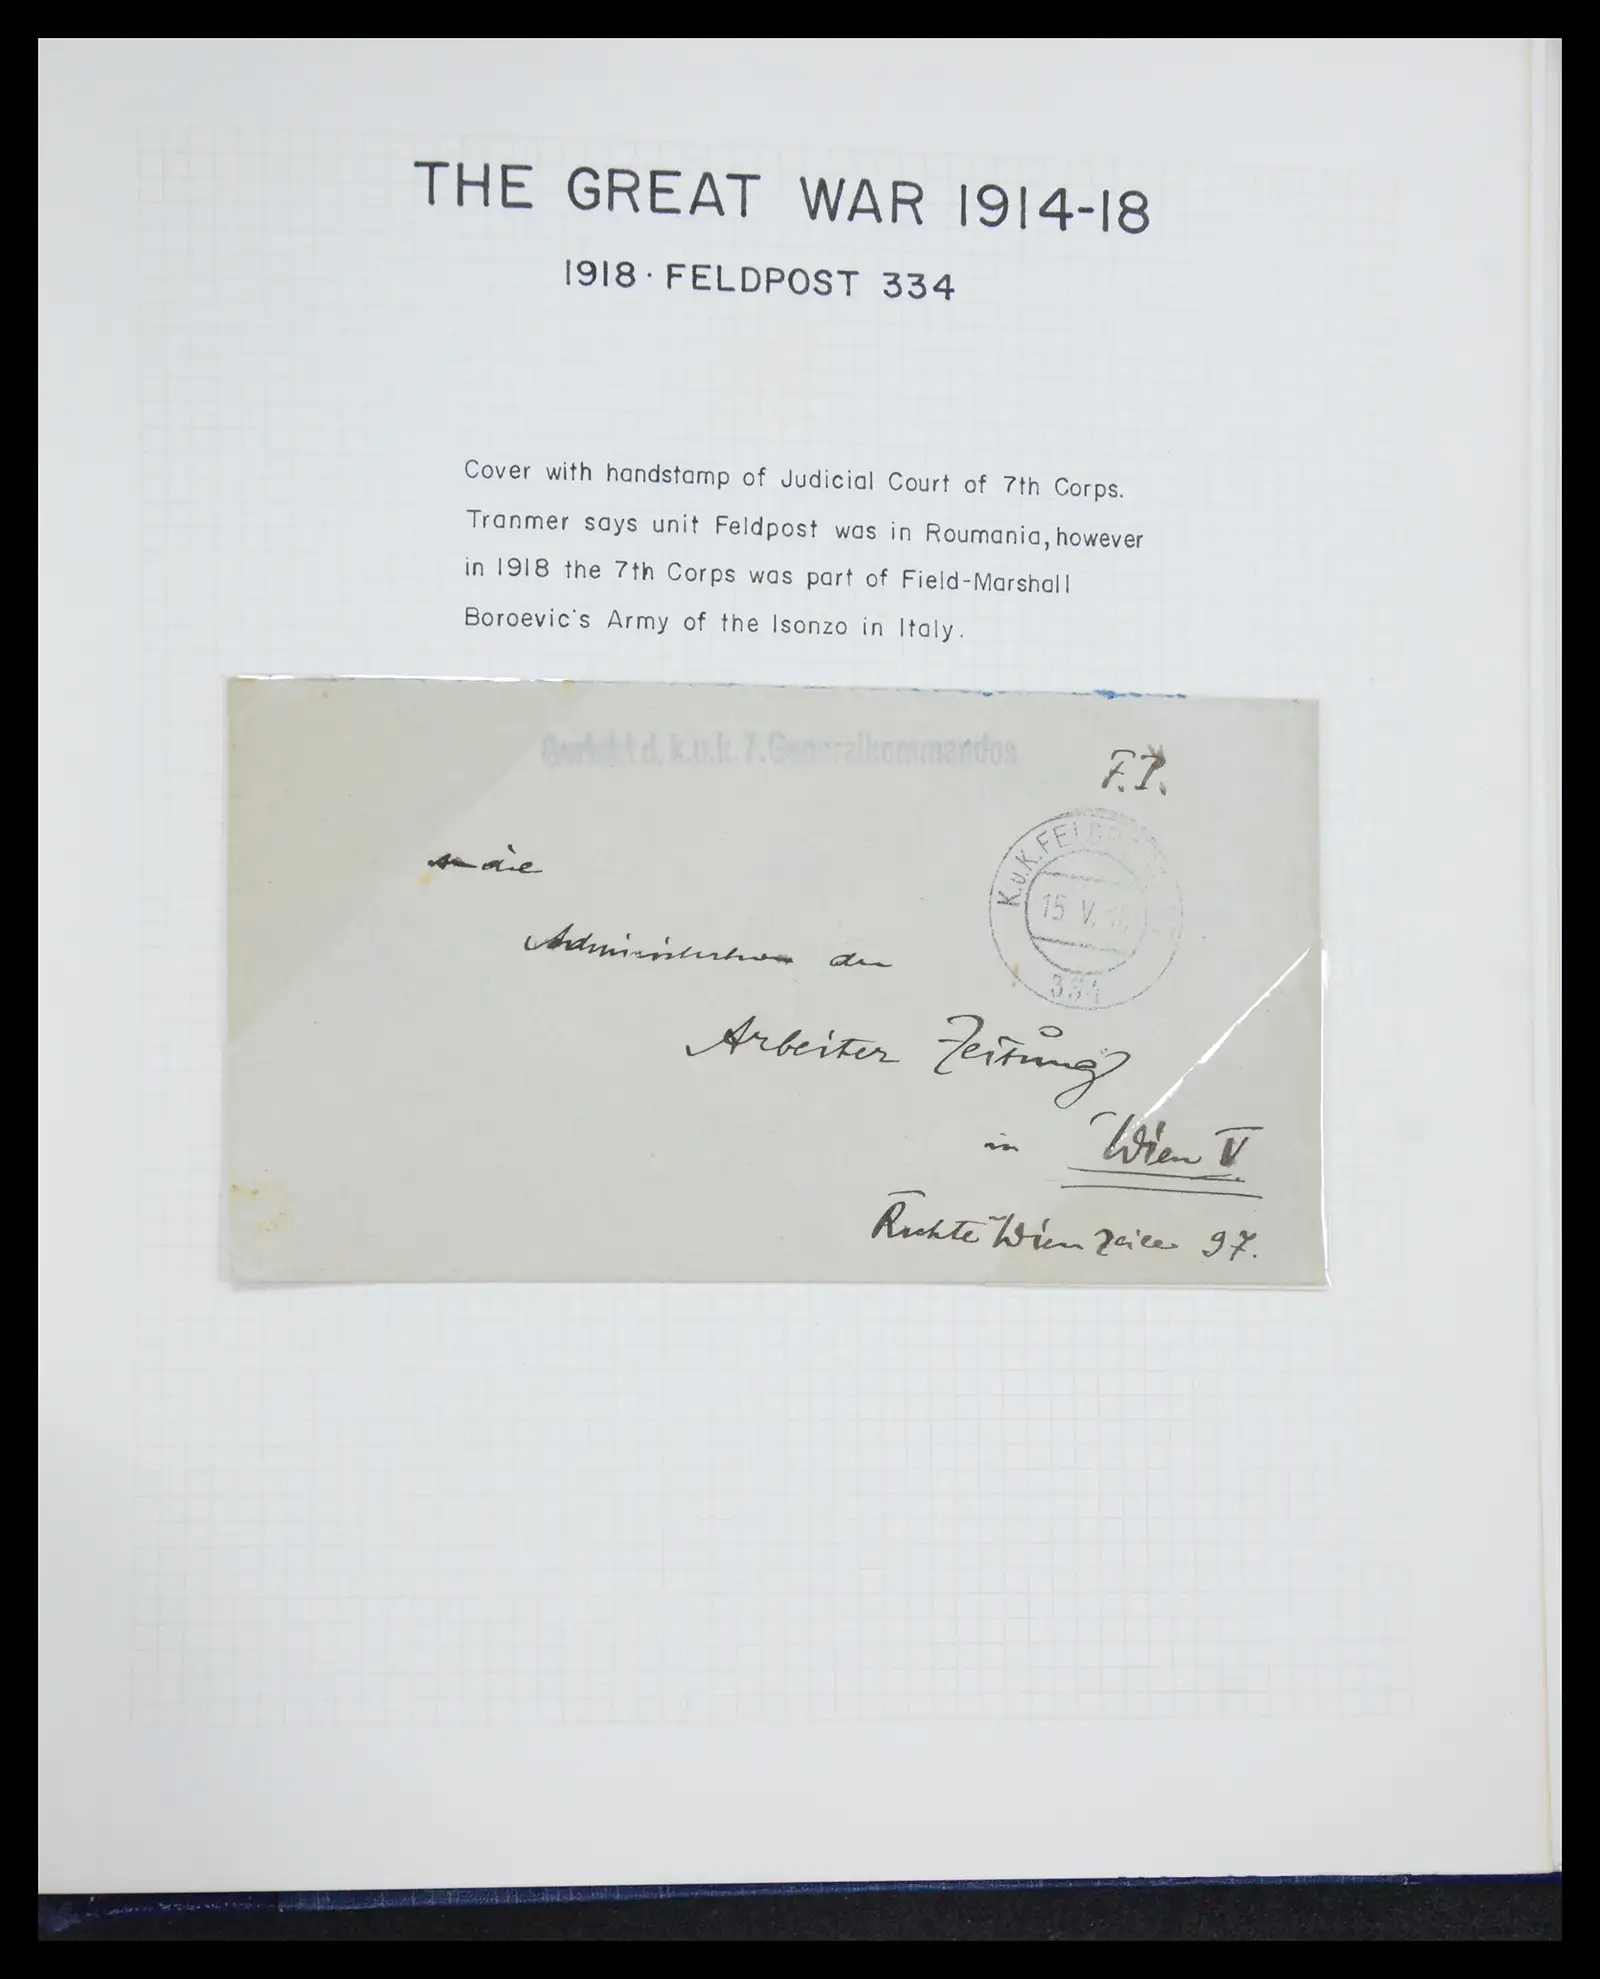 THE GREAT WAR 1914-18
1918 · FELDPOST 334
Cover with handstamp of Judicial Court of 7th Corps.
Tranmer says unit Feldpost was in Roumania, however
in 1918 the 7th Corps was part of Field-Marshall
Boroevic's Army of the Isonzo in Italy.
Gericht d. k.u.k. 7. Generalkommandos
F.P.
K.u.K. FELDPOST
15 V. 18
334
an die
Administration der
Arbeiter Zeitung
in Wien V
Rechte Wienzeile 97.